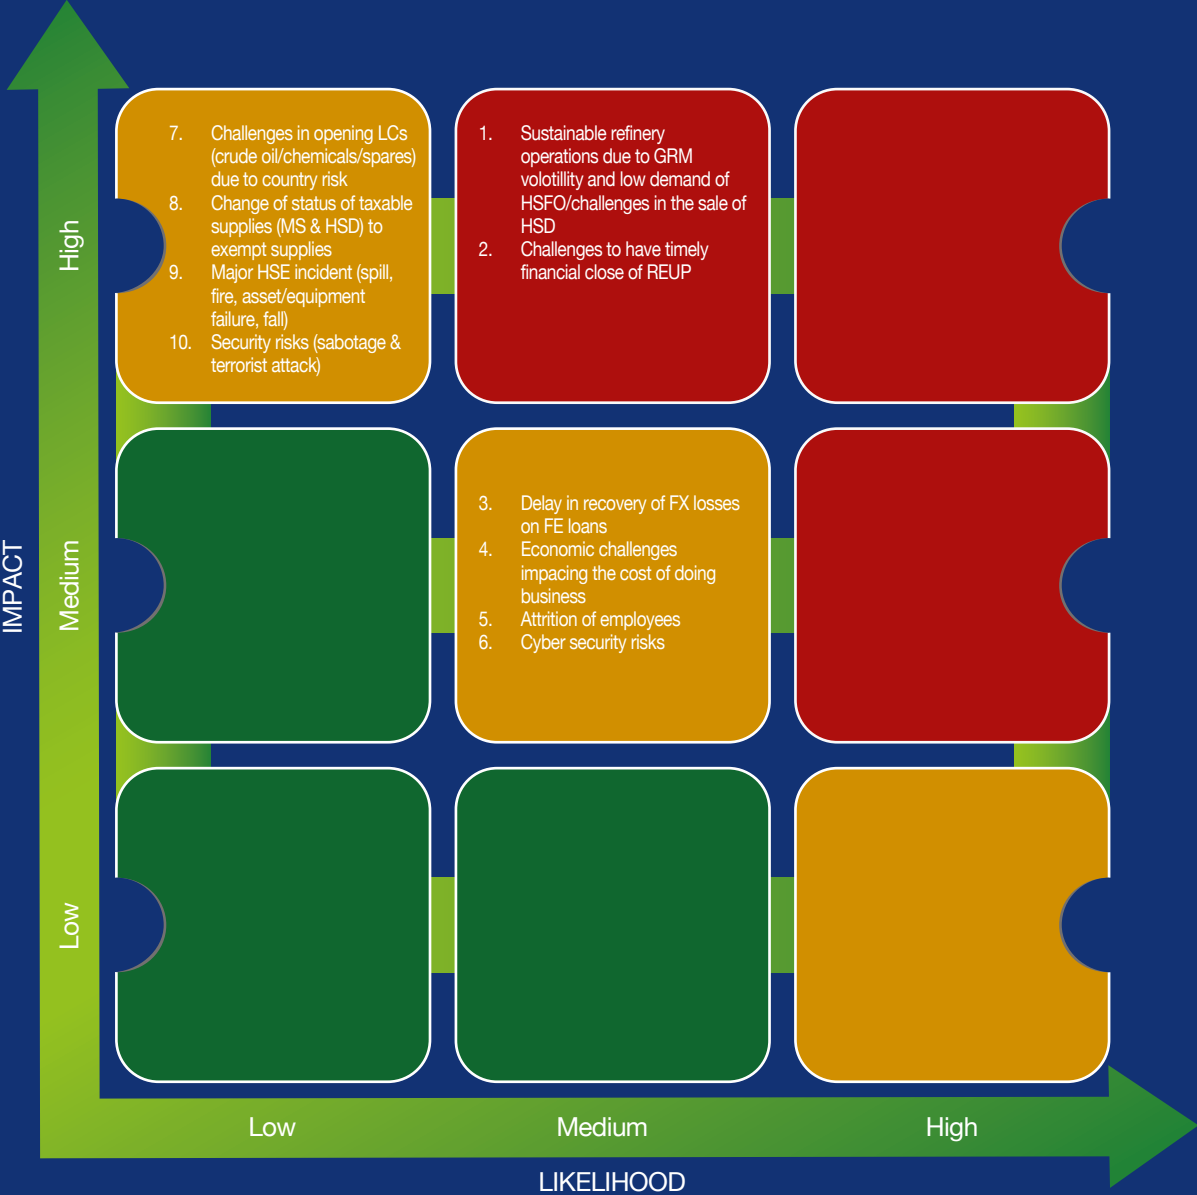 7. Challenges in opening LCs
(crude oil/chemicals/spares)
due to country risk
8. Change of status of taxable
supplies (MS & HSD) to
exempt supplies
9. Major HSE incident (spill,
fire, asset/equipment
failure, fall)
10. Security risks (sabotage &
terrorist attack)
1. Sustainable refinery
operations due to GRM
volotillity and low demand of
HSFO/challenges in the sale of
HSD
2. Challenges to have timely
financial close of REUP
3. Delay in recovery of FX losses
on FE loans
4. Economic challenges
impacing the cost of doing
business
5. Attrition of employees
6. Cyber security risks
IMPACT
High
Medium
Low
Low
Medium
High
LIKELIHOOD